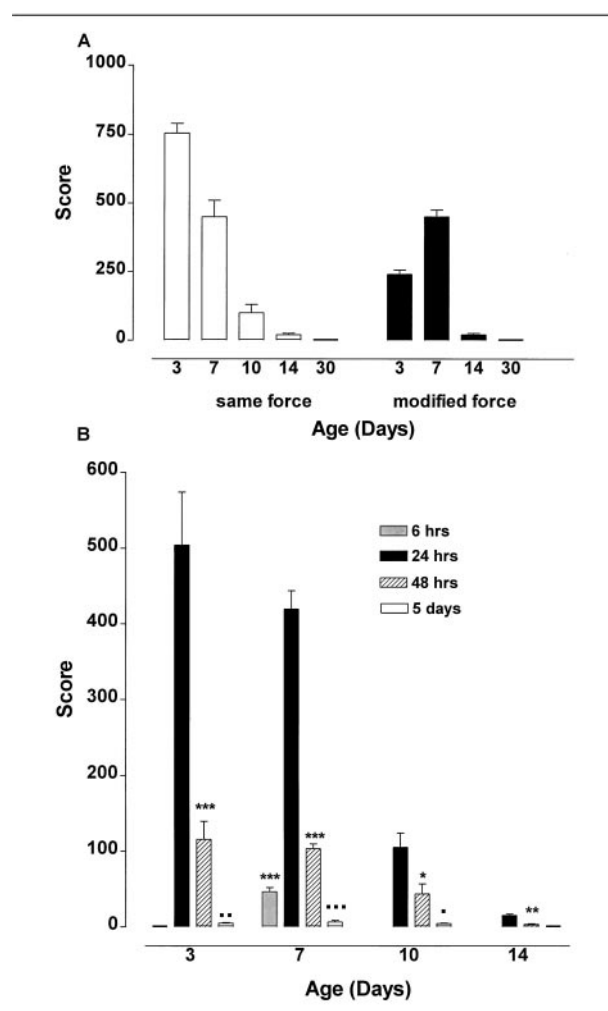 A
1000
750
500
250
0
Score
3 7 10 14 30 3 7 14 30
same force modified force
Age (Days)
B
600
500
400
300
200
100
0
Score
6 hrs
24 hrs
48 hrs
5 days
***
***
***
*
**
3 7 10 14
Age (Days)